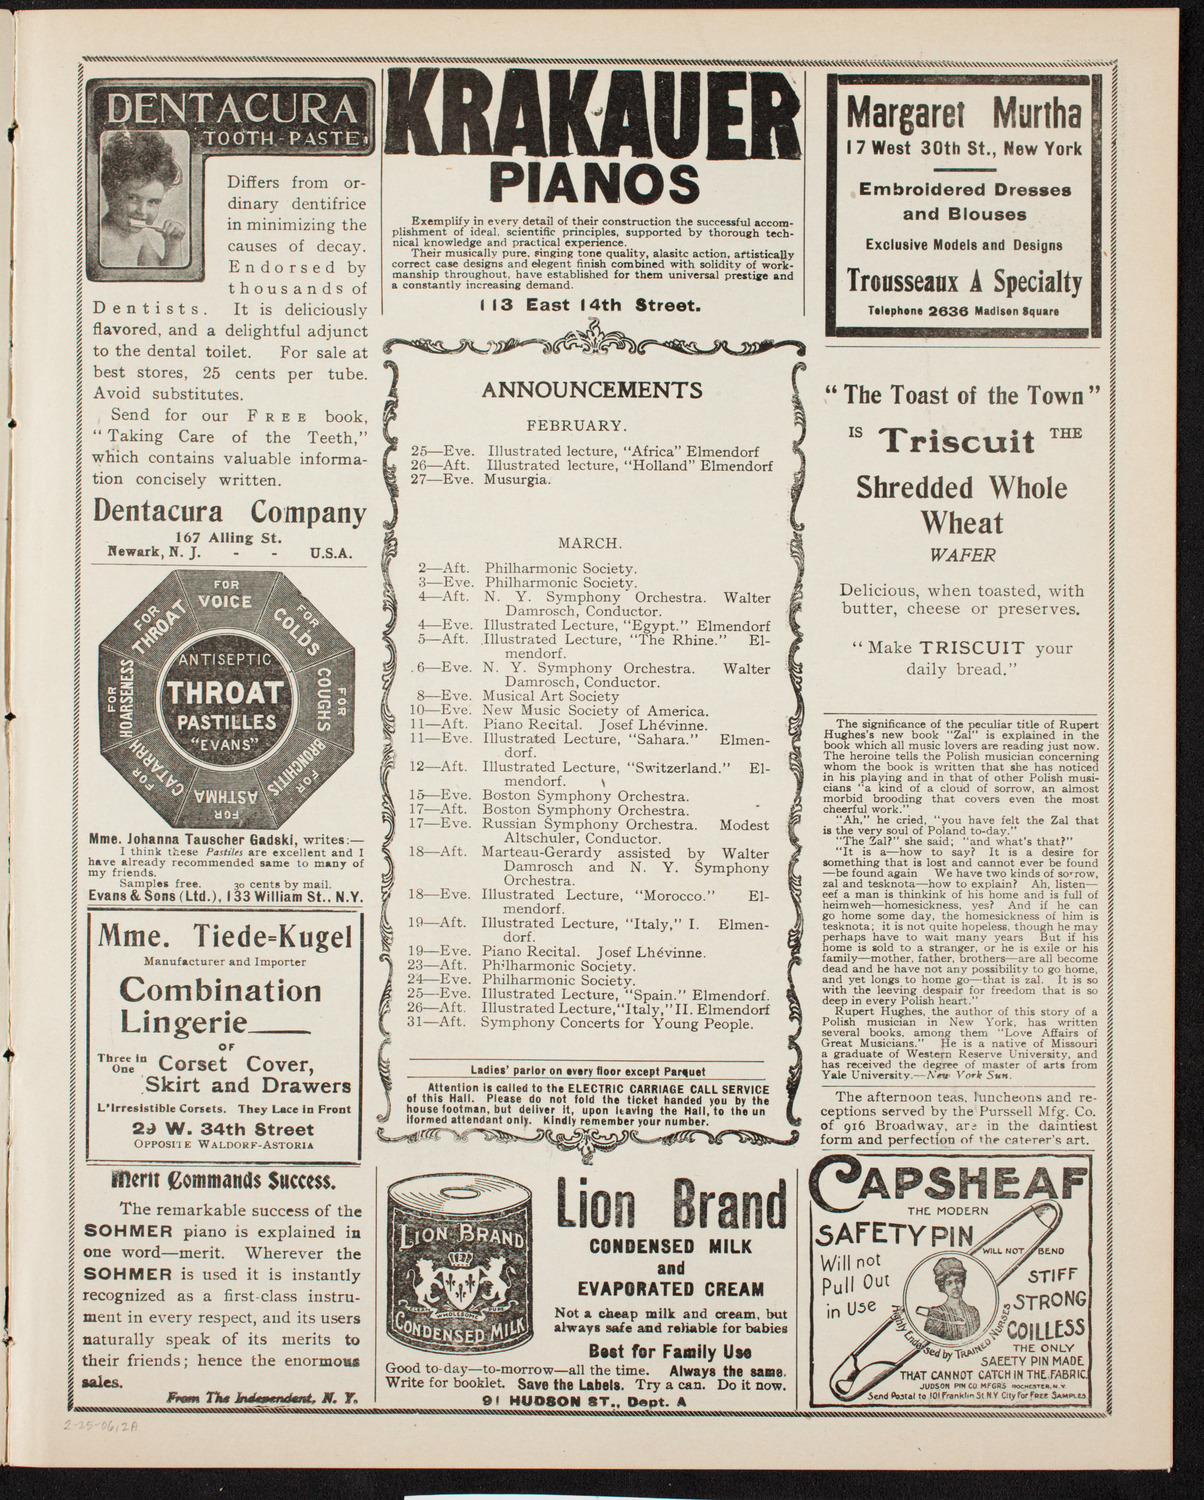 DENTACURA
TOOTH-PASTE
Differs from or-
dinary dentifrice
in minimizing the
causes of decay.
Endorsed by
thousands of
Dentists. It is deliciously
flavored, and a delightful adjunct
to the dental toilet. For sale at
best stores, 25 cents per tube.
Avoid substitutes.
Send for our FREE book,
"Taking Care of the Teeth,"
which contains valuable informa-
tion concisely written.
Dentacura Company
167 Alling St.
Newark, N. J. - - U.S.A.
FOR VOICE
FOR COLDS
FOR COUGHS
FOR BRONCHITIS
FOR ASTHMA
FOR CATARRH
FOR HOARSENESS
FOR THROAT
ANTISEPTIC
THROAT
PASTILLES
"EVANS"
Mme. Johanna Tauscher Gadski, writes:—
I think these Pastiles are excellent and I
have already recommended same to many of
my friends.
Samples free. 30 cents by mail.
Evans & Sons (Ltd.), 133 William St., N.Y.
Mme. Tiede=Kugel
Manufacturer and Importer
Combination
Lingerie
OF
Three in
One
Corset Cover,
Skirt and Drawers
L'Irresistible Corsets. They Lace in Front
29 W. 34th Street
OPPOSITE WALDORF-ASTORIA
Merit Commands Success.
The remarkable success of the
SOHMER piano is explained in
one word—merit. Wherever the
SOHMER is used it is instantly
recognized as a first-class instru-
ment in every respect, and its users
naturally speak of its merits to
their friends; hence the enormous
sales.
From The Independent, N. Y.
KRAKAUER
PIANOS
Exemplify in every detail of their construction the successful accom-
plishment of ideal, scientific principles, supported by thorough tech-
nical knowledge and practical experience.
Their musically pure, singing tone quality, alasitc action, artistically
correct case designs and elegent finish combined with solidity of work-
manship throughout, have established for them universal prestige and
a constantly increasing demand.
113 East 14th Street.
ANNOUNCEMENTS
FEBRUARY.
25—Eve. Illustrated lecture, "Africa" Elmendorf
26—Aft. Illustrated lecture, "Holland" Elmendorf
27—Eve. Musurgia.
MARCH.
2—Aft. Philharmonic Society.
3—Eve. Philharmonic Society.
4—Aft. N. Y. Symphony Orchestra. Walter
Damrosch, Conductor.
4—Eve. Illustrated Lecture, "Egypt." Elmendorf
5—Aft. Illustrated Lecture, "The Rhine." El-
mendorf.
6—Eve. N. Y. Symphony Orchestra. Walter
Damrosch, Conductor.
8—Eve. Musical Art Society
10—Eve. New Music Society of America.
11—Aft. Piano Recital. Josef Lhévinne.
11—Eve. Illustrated Lecture, "Sahara." Elmen-
dorf.
12—Aft. Illustrated Lecture, "Switzerland." El-
mendorf.
15—Eve. Boston Symphony Orchestra.
17—Aft. Boston Symphony Orchestra.
17—Eve. Russian Symphony Orchestra. Modest
Altschuler, Conductor.
18—Aft. Marteau-Gerardy assisted by Walter
Damrosch and N. Y. Symphony
Orchestra.
18—Eve. Illustrated Lecture, "Morocco." El-
mendorf.
19—Aft. Illustrated Lecture, "Italy," I. Elmen-
dorf.
19—Eve. Piano Recital. Josef Lhévinne.
23—Aft. Philharmonic Society.
24—Eve. Philharmonic Society.
25—Eve. Illustrated Lecture, "Spain." Elmendorf.
26—Aft. Illustrated Lecture, "Italy," II. Elmendorf
31—Aft. Symphony Concerts for Young People.
Ladies' parlor on every floor except Parquet
Attention is called to the ELECTRIC CARRIAGE CALL SERVICE
of this Hall. Please do not fold the ticket handed you by the
house footman, but deliver it, upon leaving the Hall, to the un
iformed attendant only. Kindly remember your number.
LION BRAND
CLEAN WHOLESOME PURE
CONDENSED MILK
Lion Brand
CONDENSED MILK
and
EVAPORATED CREAM
Not a cheap milk and cream, but
always safe and reliable for babies
Best for Family Use
Good to-day—to-morrow—all the time. Always the same.
Write for booklet. Save the Labels. Try a can. Do it now.
91 HUDSON ST., Dept. A
Margaret Murtha
17 West 30th St., New York
Embroidered Dresses
and Blouses
Exclusive Models and Designs
Trousseaux A Specialty
Telephone 2636 Madison Square
"The Toast of the Town"
IS Triscuit THE
Shredded Whole
Wheat
WAFER
Delicious, when toasted, with
butter, cheese or preserves.
"Make TRISCUIT your
daily bread."
The significance of the peculiar title of Rupert
Hughes's new book "Zal" is explained in the
book which all music lovers are reading just now.
The heroine tells the Polish musician concerning
whom the book is written that she has noticed
in his playing and in that of other Polish musi-
cians "a kind of a cloud of sorrow, an almost
morbid brooding that covers even the most
cheerful work."
"Ah," he cried, "you have felt the Zal that
is the very soul of Poland to-day."
"The Zal?" she said; "and what's that?"
"It is a—how to say? It is a desire for
something that is lost and cannot ever be found
—be found again We have two kinds of sorrow,
zal and tesknota—how to explain? Ah, listen—
eef a man is thinkink of his home and is full of
heimweh—homesickness, yes? And if he can
go home some day, the homesickness of him is
tesknota; it is not quite hopeless, though he may
perhaps have to wait many years But if his
home is sold to a stranger, or he is exile or his
family—mother, father, brothers—are all become
dead and he have not any possibility to go home,
and yet longs to home go—that is zal. It is so
with the leeving despair for freedom that is so
deep in every Polish heart."
Rupert Hughes, the author of this story of a
Polish musician in New York, has written
several books, among them "Love Affairs of
Great Musicians." He is a native of Missouri
a graduate of Western Reserve University, and
has received the degree of master of arts from
Yale University.—New York Sun.
The afternoon teas, luncheons and re-
ceptions served by the Purssell Mfg. Co.
of 916 Broadway, are in the daintiest
form and perfection of the caterer's art.
CAPSHEAF
THE MODERN
SAFETY PIN
WILL NOT BEND
Will not
Pull Out
in Use
STIFF
STRONG
COILLESS
Highly Endorsed by TRAINED NURSES
THE ONLY
SAFETY PIN MADE
THAT CANNOT CATCH IN THE FABRIC.
JUDSON PIN CO MFGRS ROCHESTER, N.Y.
Send Postal to 101 Franklin St N.Y City For FREE SAMPLES
2-25-06,2A